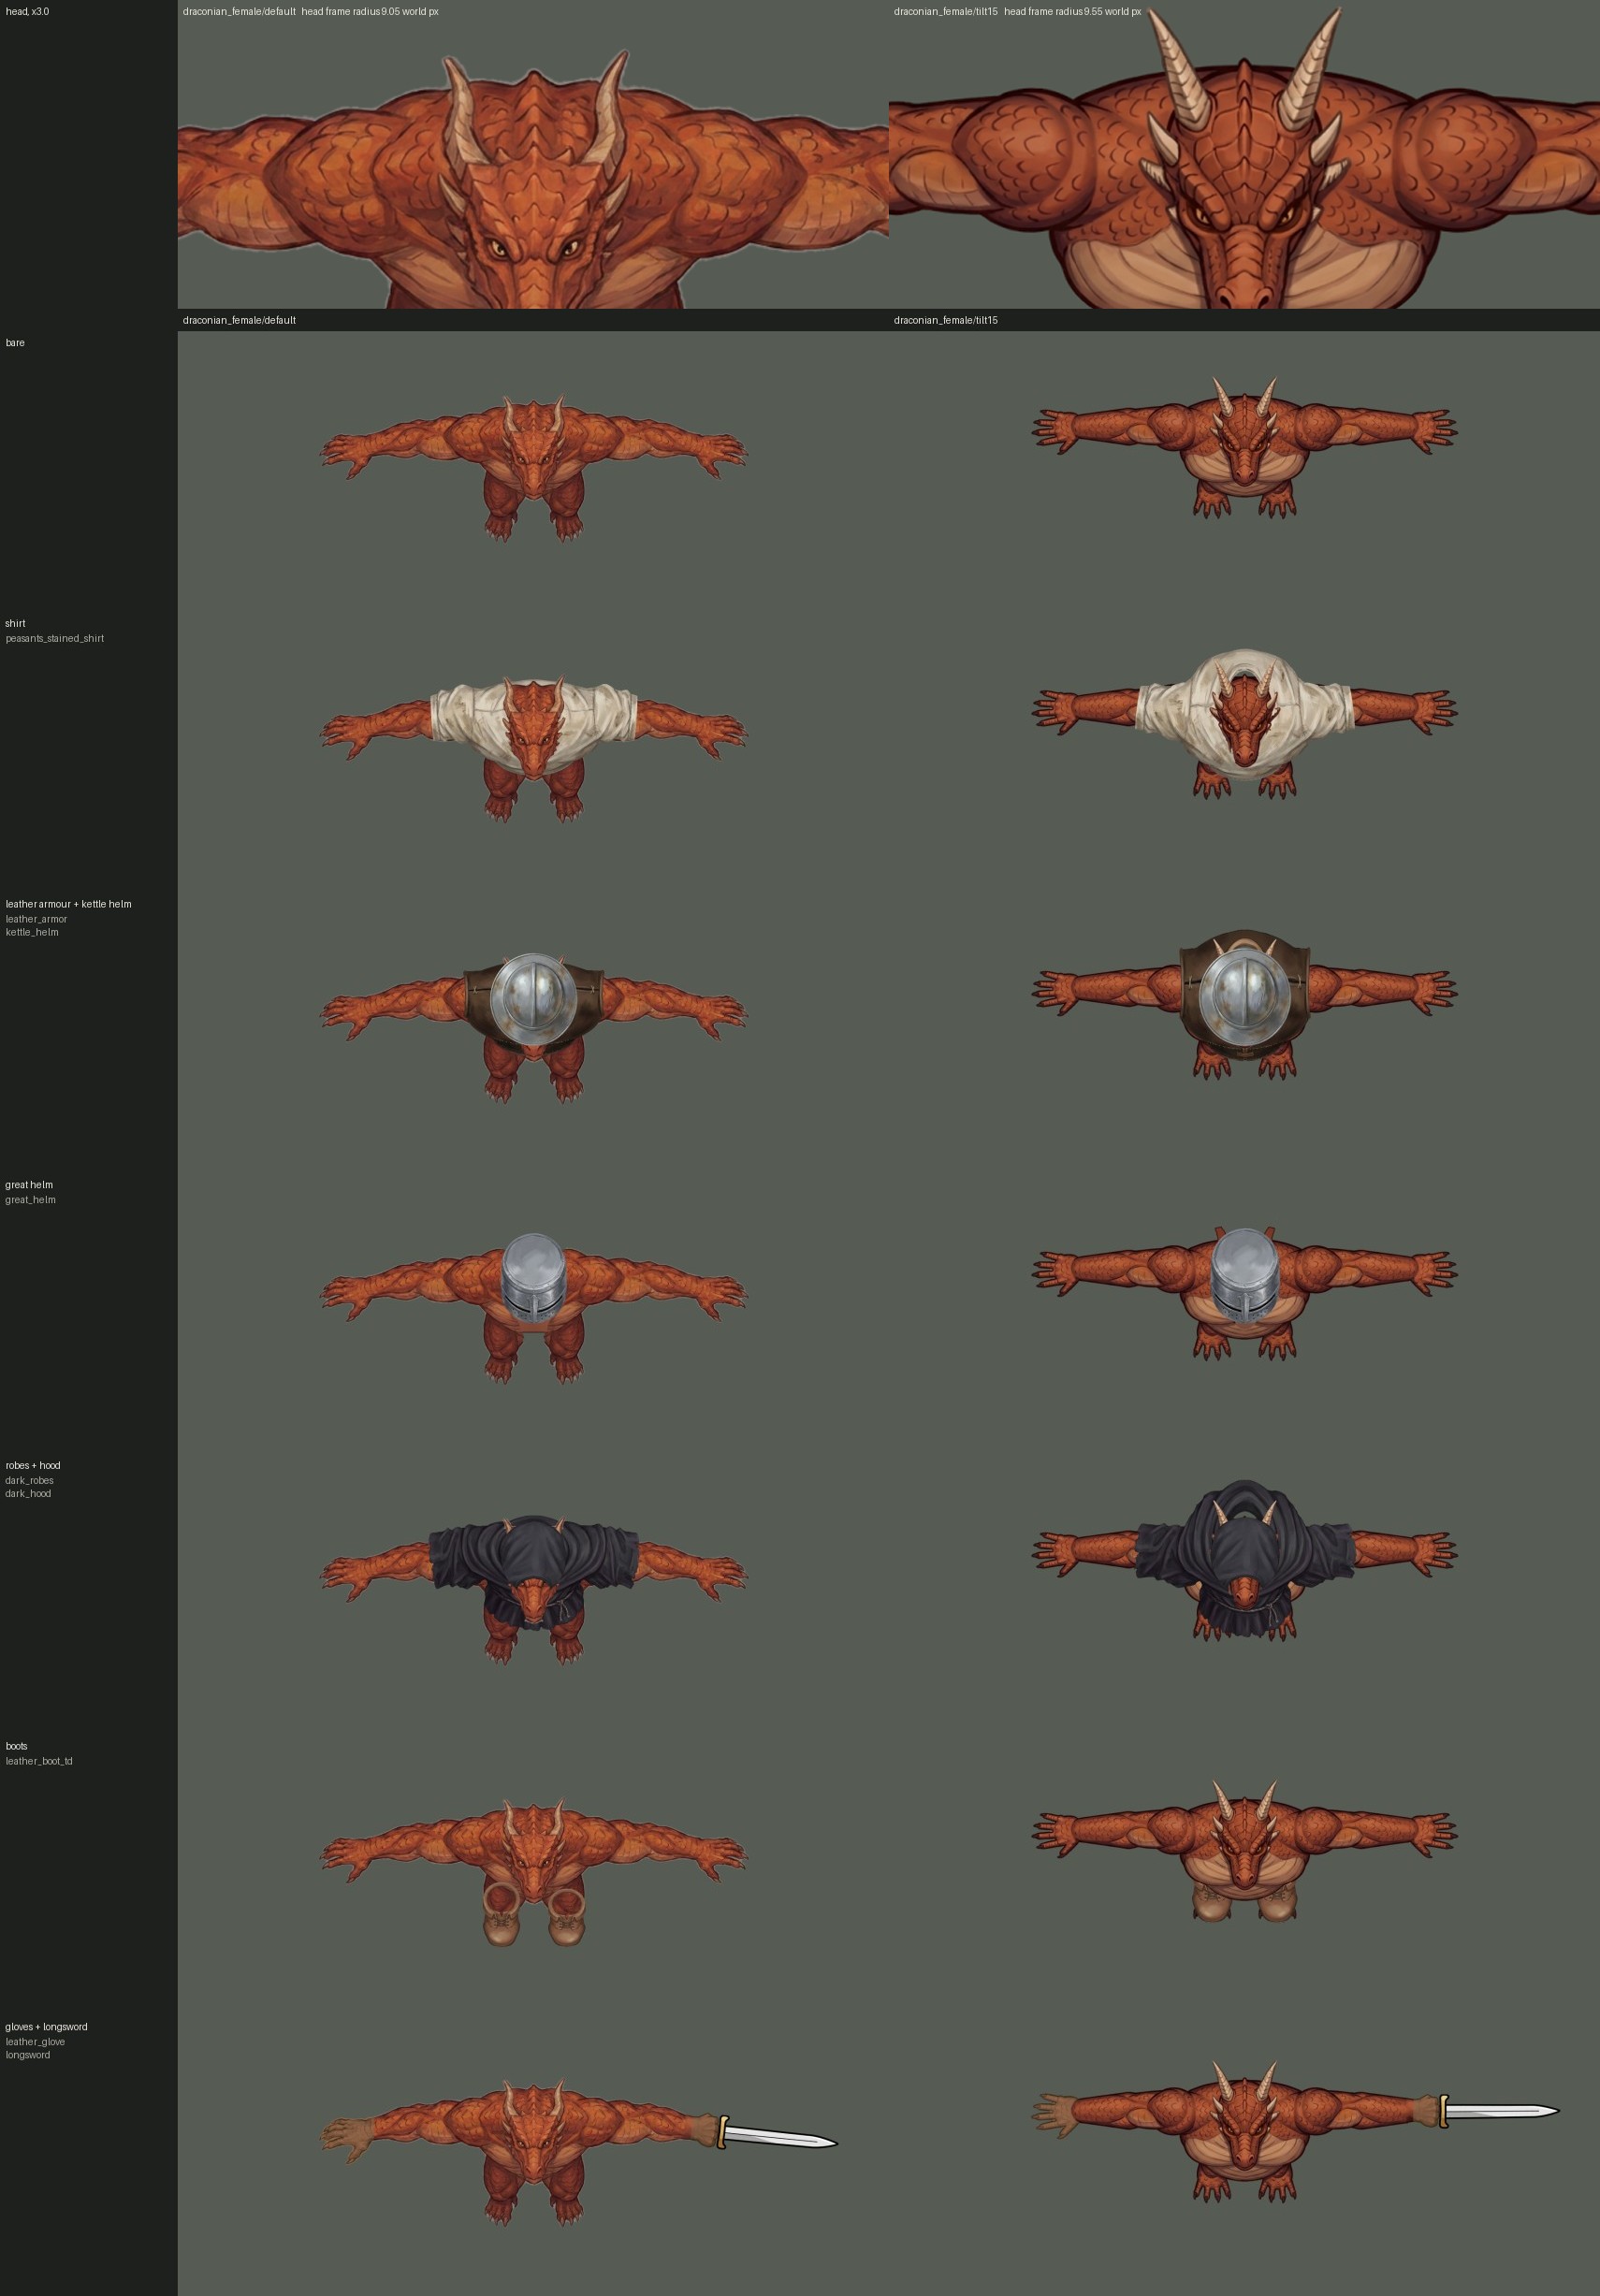 head, x3.0
draconian_female/default head frame radius 9.05 world px
draconian_female/tilt15 head frame radius 9.55 world px
draconian_female/default
draconian_female/tilt15
bare
shirt
peasants_stained_shirt
leather armour + kettle helm
leather_armor
kettle_helm
great helm
great_helm
robes + hood
dark_robes
dark_hood
boots
leather_boot_td
gloves + longsword
leather_glove
longsword